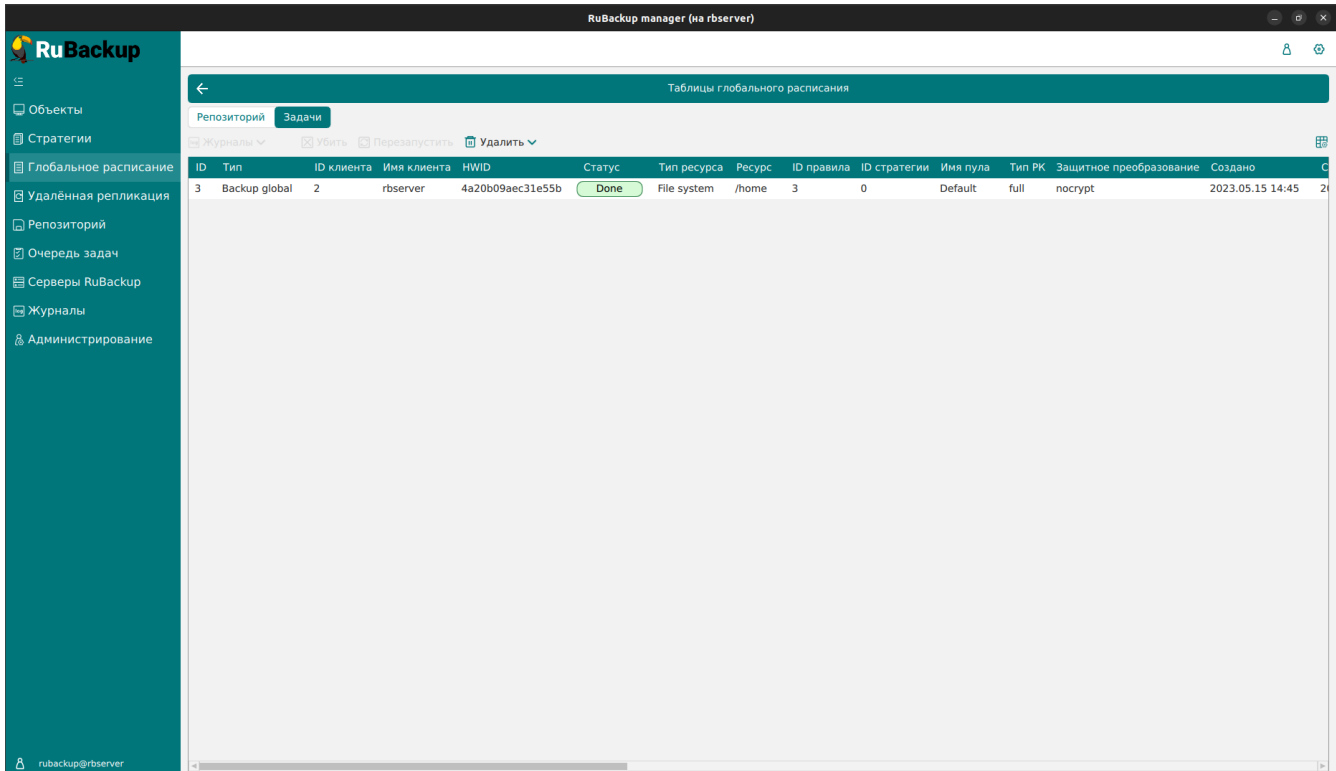 RuBackup manager (на rbserver)
RuBackup
Таблицы глобального расписания
Объекты
Стратегии
Глобальное расписание
Удалённая репликация
Репозиторий
Очередь задач
Серверы RuBackup
Журналы
Администрирование
rubackup@rbserver
Репозиторий Задачи
Журналы Убить Перезапустить Удалить
ID Тип ID клиента Имя клиента HWID Статус Тип ресурса Ресурс ID правила ID стратегии Имя пула Тип РК Защитное преобразование Создано С
3 Backup global 2 rbserver 4a20b09aec31e55b Done File system /home 3 0 Default full nocrypt 2023.05.15 14:45